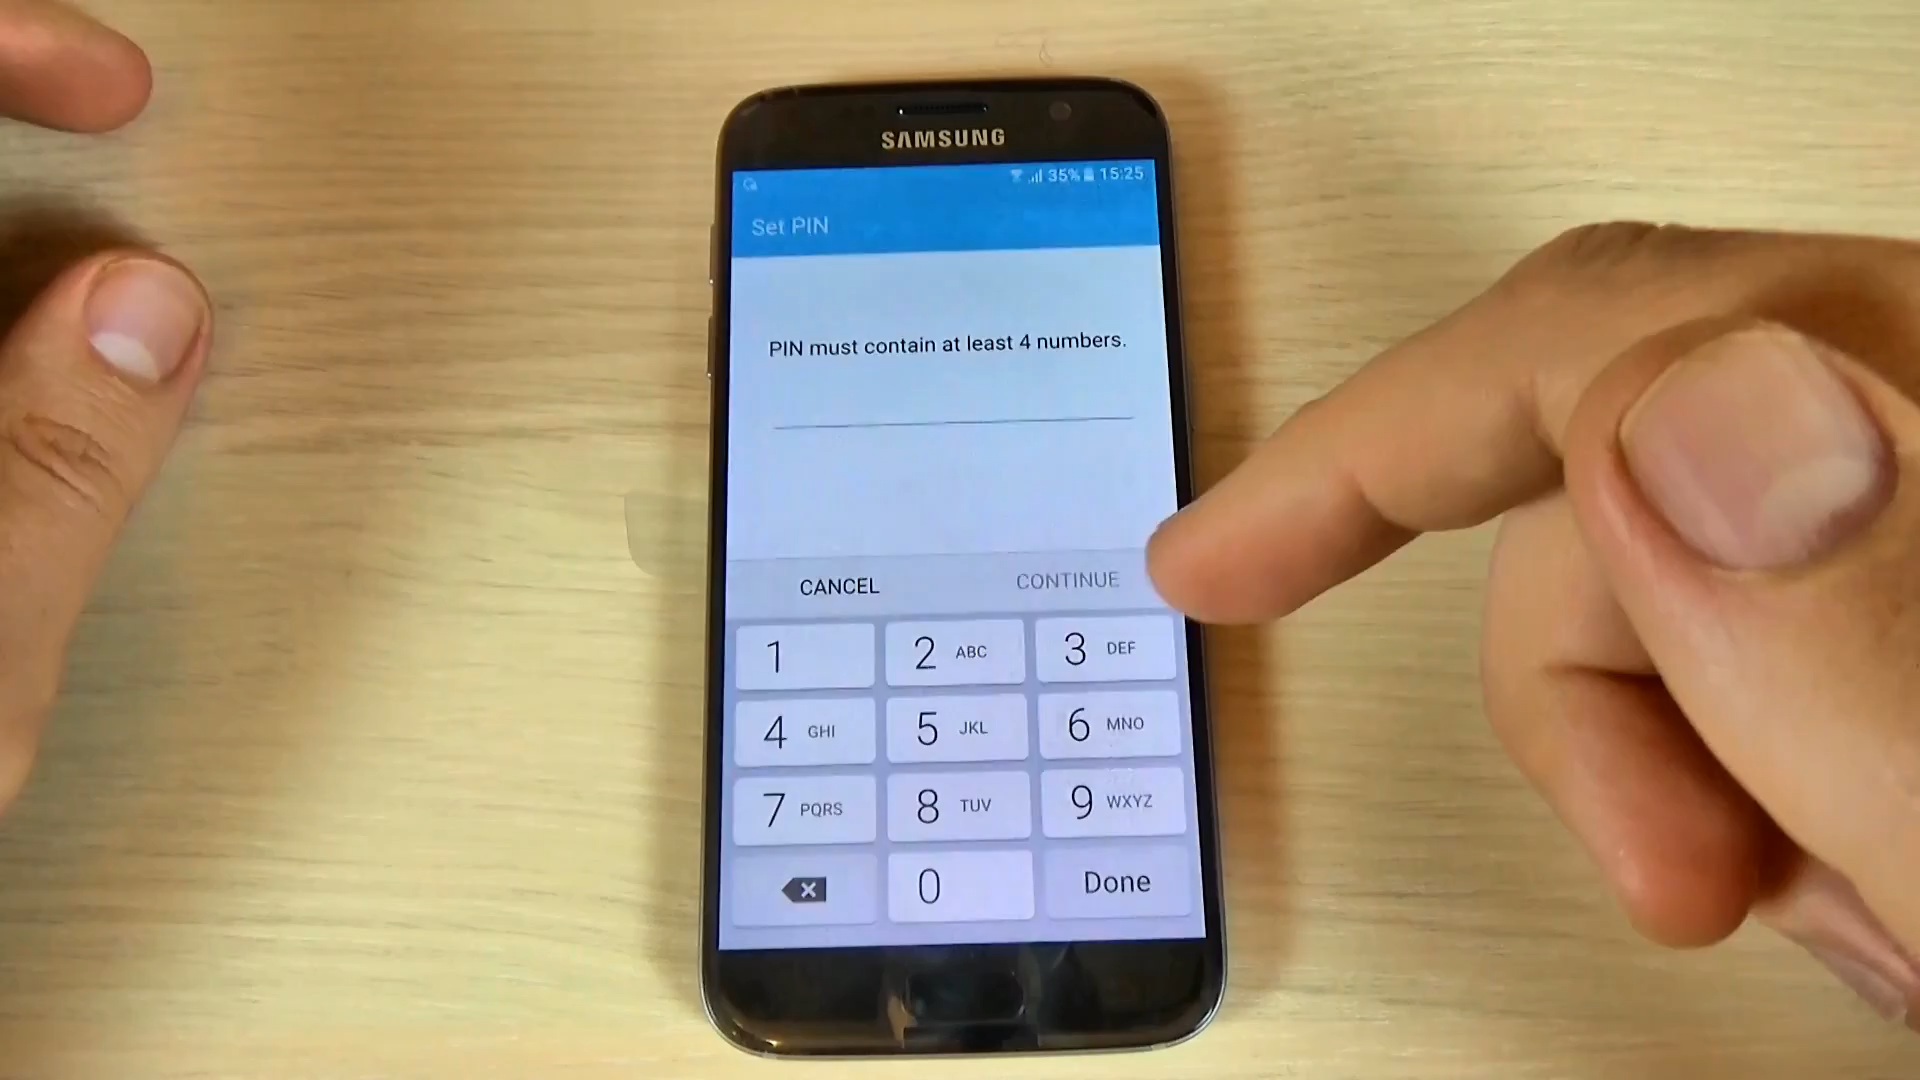 SAMSUNG
35% 15:25
Set PIN
PIN must contain at least 4 numbers.
CANCEL CONTINUE
1 2 ABC 3 DEF
4 GHI 5 JKL 6 MNO
7 PQRS 8 TUV 9 WXYZ
0 Done